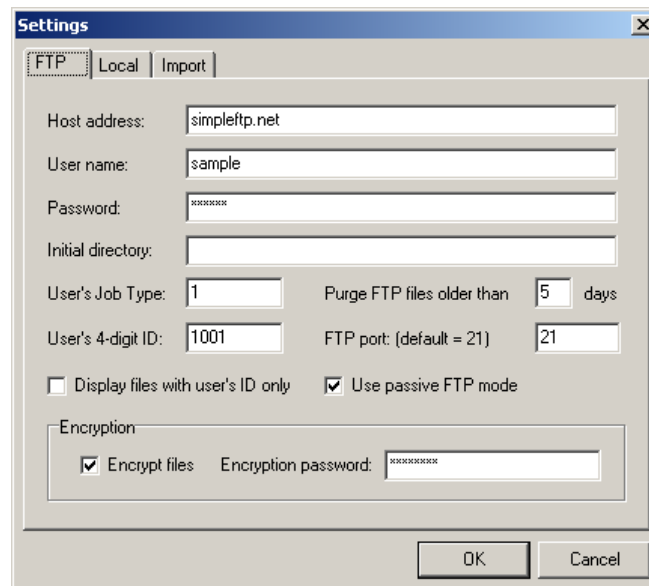 Settings
FTP Local Import
Host address: simpleftp.net
User name: sample
Password: ******
Initial directory:
User's Job Type: 1 Purge FTP files older than 5 days
User's 4-digit ID: 1001 FTP port: (default = 21) 21
Display files with user's ID only Use passive FTP mode
Encryption
Encrypt files Encryption password: ********
OK Cancel